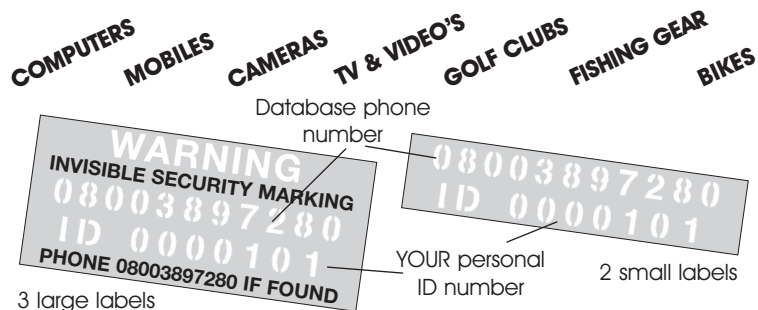 COMPUTERS MOBILES CAMERAS TV & VIDEO'S GOLF CLUBS FISHING GEAR BIKES
Database phone
number
WARNING
INVISIBLE SECURITY MARKING
08003897280
ID 0000101
PHONE 08003897280 IF FOUND
3 large labels
08003897280
ID 0000101
YOUR personal
ID number
2 small labels